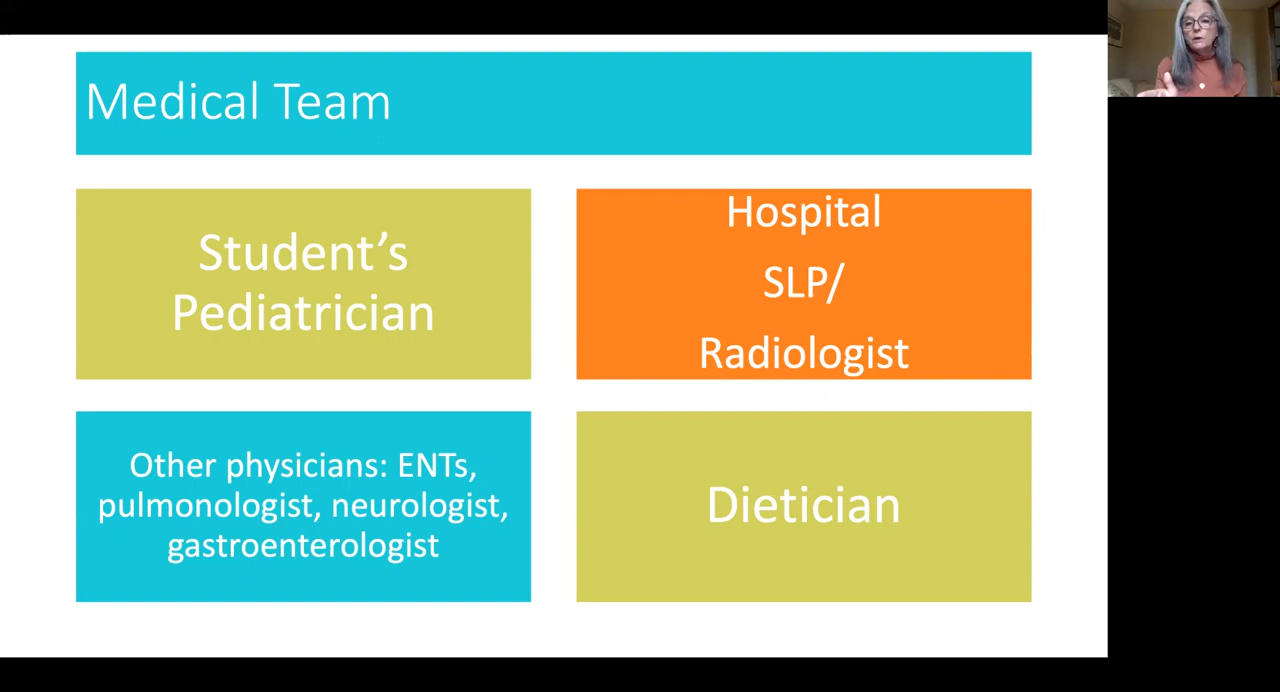 Medical Team
Student’s
Pediatrician
Hospital
SLP/
Radiologist
Other physicians: ENTs,
pulmonologist, neurologist,
gastroenterologist
Dietician